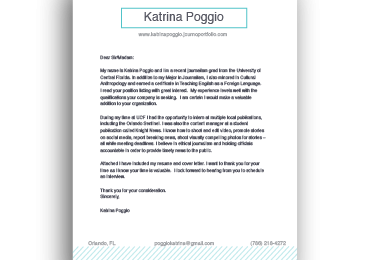 Katrina Poggio
www.katrinapoggio.journoportfolio.com
Dear Sir/Madam:
My name is Katrina Poggio and I'm a recent journalism grad from the University of
Central Florida. In addition to my Major in Journalism, I also minored in Cultural
Anthropology and earned a certificate in Teaching English as a Foreign Language.
I read your position listing with great interest. My experience levels well with the
qualifications your company is seeking. I am certain I would make a valuable
addition to your organization.
During my time at UCF I had the opportunity to intern at multiple local publications,
including the Orlando Sentinel. I was also the content manager at a student
publication called Knight News. I know how to shoot and edit video, promote stories
on social media, report breaking news, shoot visually compelling photos for stories –
all while meeting deadlines. I believe in ethical journalism and holding officials
accountable in order to provide timely news to the public.
Attached I have included my resume and cover letter. I want to thank you for your
time as I know your time is valuable. I look forward to hearing from you to schedule
an interview.
Thank you for your consideration.
Sincerely,
Katrina Poggio
Orlando, FL
poggiokatrina@gmail.com
(786) 216-4272